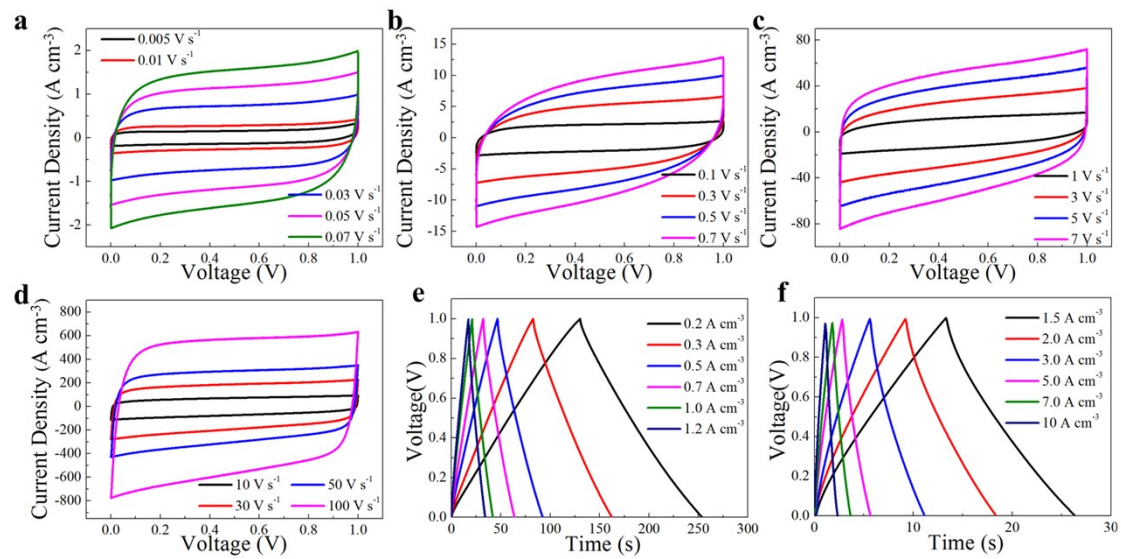 a
0.005 V s⁻¹
0.01 V s⁻¹
0.03 V s⁻¹
0.05 V s⁻¹
0.07 V s⁻¹
Current Density (A cm⁻³)
2
1
0
-1
-2
0.0 0.2 0.4 0.6 0.8 1.0
Voltage (V)
b
0.1 V s⁻¹
0.3 V s⁻¹
0.5 V s⁻¹
0.7 V s⁻¹
Current Density (A cm⁻³)
15
10
5
0
-5
-10
-15
0.0 0.2 0.4 0.6 0.8 1.0
Voltage (V)
c
1 V s⁻¹
3 V s⁻¹
5 V s⁻¹
7 V s⁻¹
Current Density (A cm⁻³)
80
40
0
-40
-80
0.0 0.2 0.4 0.6 0.8 1.0
Voltage (V)
d
10 V s⁻¹ 50 V s⁻¹
30 V s⁻¹ 100 V s⁻¹
Current Density (A cm⁻³)
800
600
400
200
0
-200
-400
-600
-800
0.0 0.2 0.4 0.6 0.8 1.0
Voltage (V)
e
0.2 A cm⁻³
0.3 A cm⁻³
0.5 A cm⁻³
0.7 A cm⁻³
1.0 A cm⁻³
1.2 A cm⁻³
Voltage(V)
1.0
0.8
0.6
0.4
0.2
0.0
0 50 100 150 200 250 300
Time (s)
f
1.5 A cm⁻³
2.0 A cm⁻³
3.0 A cm⁻³
5.0 A cm⁻³
7.0 A cm⁻³
10 A cm⁻³
Voltage(V)
1.0
0.8
0.6
0.4
0.2
0.0
0 10 20 30
Time (s)